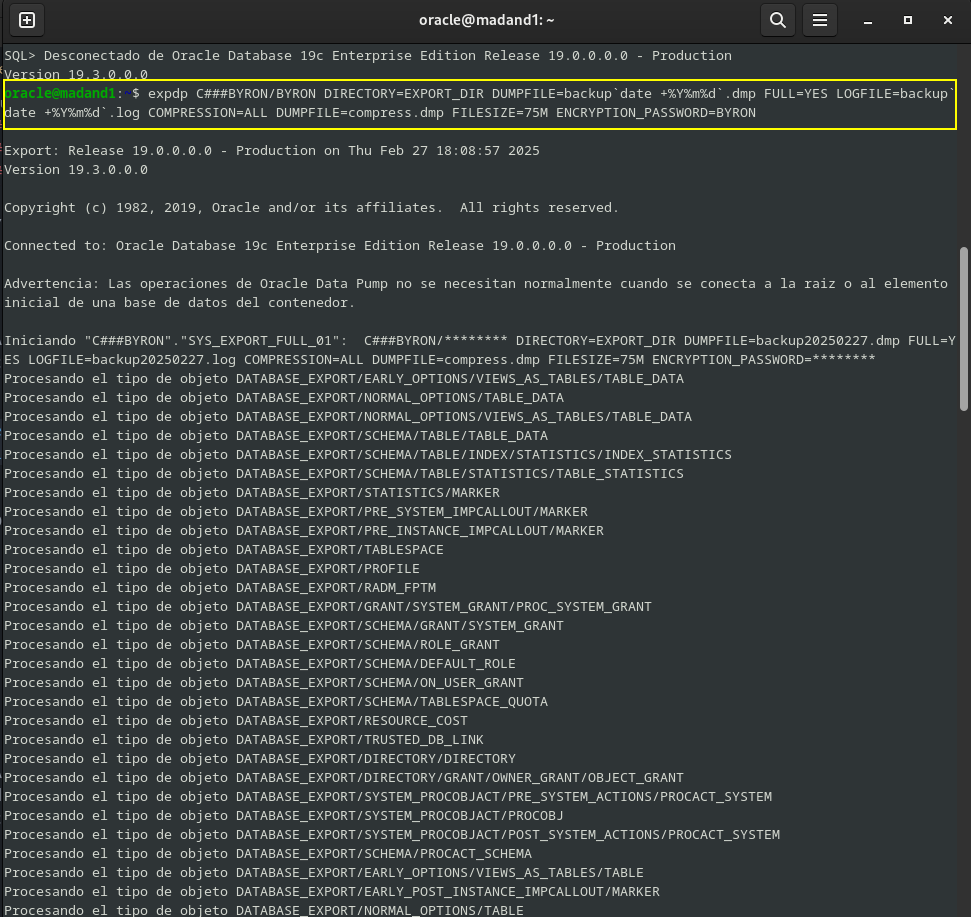 oracle@madand1: ~
SQL> Desconectado de Oracle Database 19c Enterprise Edition Release 19.0.0.0.0 - Production
Version 19.3.0.0.0
oracle@madand1:~$ expdp C###BYRON/BYRON DIRECTORY=EXPORT_DIR DUMPFILE=backup`date +%Y%m%d`.dmp FULL=YES LOGFILE=backup`
date +%Y%m%d`.log COMPRESSION=ALL DUMPFILE=compress.dmp FILESIZE=75M ENCRYPTION_PASSWORD=BYRON
Export: Release 19.0.0.0.0 - Production on Thu Feb 27 18:08:57 2025
Version 19.3.0.0.0
Copyright (c) 1982, 2019, Oracle and/or its affiliates.  All rights reserved.
Connected to: Oracle Database 19c Enterprise Edition Release 19.0.0.0.0 - Production
Advertencia: Las operaciones de Oracle Data Pump no se necesitan normalmente cuando se conecta a la raiz o al elemento
inicial de una base de datos del contenedor.
Iniciando "C###BYRON"."SYS_EXPORT_FULL_01":  C###BYRON/******** DIRECTORY=EXPORT_DIR DUMPFILE=backup20250227.dmp FULL=Y
ES LOGFILE=backup20250227.log COMPRESSION=ALL DUMPFILE=compress.dmp FILESIZE=75M ENCRYPTION_PASSWORD=********
Procesando el tipo de objeto DATABASE_EXPORT/EARLY_OPTIONS/VIEWS_AS_TABLES/TABLE_DATA
Procesando el tipo de objeto DATABASE_EXPORT/NORMAL_OPTIONS/TABLE_DATA
Procesando el tipo de objeto DATABASE_EXPORT/NORMAL_OPTIONS/VIEWS_AS_TABLES/TABLE_DATA
Procesando el tipo de objeto DATABASE_EXPORT/SCHEMA/TABLE/TABLE_DATA
Procesando el tipo de objeto DATABASE_EXPORT/SCHEMA/TABLE/INDEX/STATISTICS/INDEX_STATISTICS
Procesando el tipo de objeto DATABASE_EXPORT/SCHEMA/TABLE/STATISTICS/TABLE_STATISTICS
Procesando el tipo de objeto DATABASE_EXPORT/STATISTICS/MARKER
Procesando el tipo de objeto DATABASE_EXPORT/PRE_SYSTEM_IMPCALLOUT/MARKER
Procesando el tipo de objeto DATABASE_EXPORT/PRE_INSTANCE_IMPCALLOUT/MARKER
Procesando el tipo de objeto DATABASE_EXPORT/TABLESPACE
Procesando el tipo de objeto DATABASE_EXPORT/PROFILE
Procesando el tipo de objeto DATABASE_EXPORT/RADM_FPTM
Procesando el tipo de objeto DATABASE_EXPORT/GRANT/SYSTEM_GRANT/PROC_SYSTEM_GRANT
Procesando el tipo de objeto DATABASE_EXPORT/SCHEMA/GRANT/SYSTEM_GRANT
Procesando el tipo de objeto DATABASE_EXPORT/SCHEMA/ROLE_GRANT
Procesando el tipo de objeto DATABASE_EXPORT/SCHEMA/DEFAULT_ROLE
Procesando el tipo de objeto DATABASE_EXPORT/SCHEMA/ON_USER_GRANT
Procesando el tipo de objeto DATABASE_EXPORT/SCHEMA/TABLESPACE_QUOTA
Procesando el tipo de objeto DATABASE_EXPORT/RESOURCE_COST
Procesando el tipo de objeto DATABASE_EXPORT/TRUSTED_DB_LINK
Procesando el tipo de objeto DATABASE_EXPORT/DIRECTORY/DIRECTORY
Procesando el tipo de objeto DATABASE_EXPORT/DIRECTORY/GRANT/OWNER_GRANT/OBJECT_GRANT
Procesando el tipo de objeto DATABASE_EXPORT/SYSTEM_PROCOBJACT/PRE_SYSTEM_ACTIONS/PROCACT_SYSTEM
Procesando el tipo de objeto DATABASE_EXPORT/SYSTEM_PROCOBJACT/PROCOBJ
Procesando el tipo de objeto DATABASE_EXPORT/SYSTEM_PROCOBJACT/POST_SYSTEM_ACTIONS/PROCACT_SYSTEM
Procesando el tipo de objeto DATABASE_EXPORT/SCHEMA/PROCACT_SCHEMA
Procesando el tipo de objeto DATABASE_EXPORT/EARLY_OPTIONS/VIEWS_AS_TABLES/TABLE
Procesando el tipo de objeto DATABASE_EXPORT/EARLY_POST_INSTANCE_IMPCALLOUT/MARKER
Procesando el tipo de objeto DATABASE_EXPORT/NORMAL_OPTIONS/TABLE